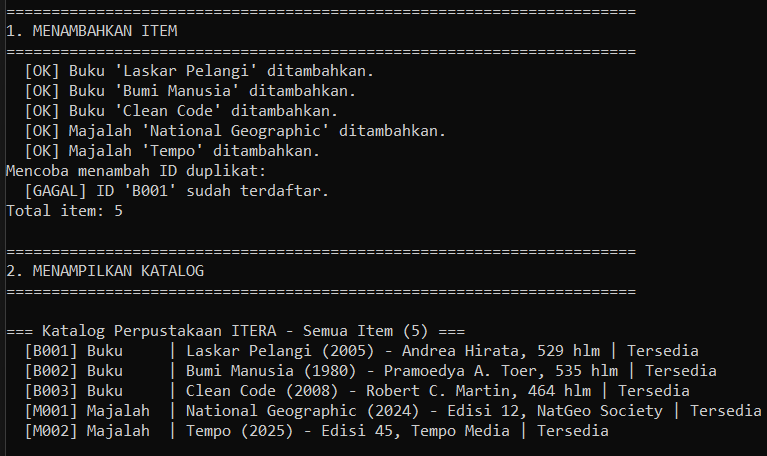 ======================================================================
1. MENAMBAHKAN ITEM
======================================================================
  [OK] Buku 'Laskar Pelangi' ditambahkan.
  [OK] Buku 'Bumi Manusia' ditambahkan.
  [OK] Buku 'Clean Code' ditambahkan.
  [OK] Majalah 'National Geographic' ditambahkan.
  [OK] Majalah 'Tempo' ditambahkan.
Mencoba menambah ID duplikat:
  [GAGAL] ID 'B001' sudah terdaftar.
Total item: 5

======================================================================
2. MENAMPILKAN KATALOG
======================================================================

=== Katalog Perpustakaan ITERA - Semua Item (5) ===
  [B001] Buku     | Laskar Pelangi (2005) - Andrea Hirata, 529 hlm | Tersedia
  [B002] Buku     | Bumi Manusia (1980) - Pramoedya A. Toer, 535 hlm | Tersedia
  [B003] Buku     | Clean Code (2008) - Robert C. Martin, 464 hlm | Tersedia
  [M001] Majalah  | National Geographic (2024) - Edisi 12, NatGeo Society | Tersedia
  [M002] Majalah  | Tempo (2025) - Edisi 45, Tempo Media | Tersedia